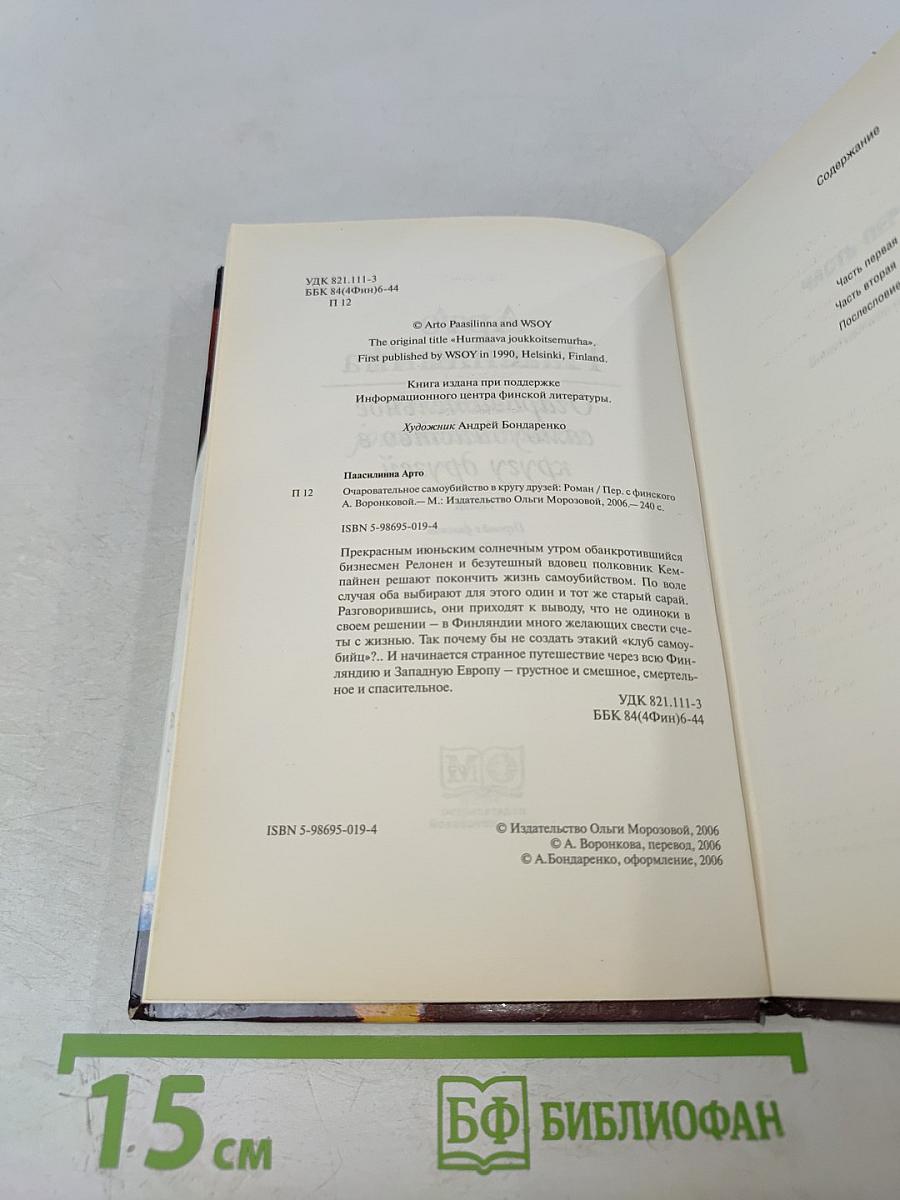 УДК 821.111-3
ББК 84(4Фин)6-44
П 12
© Arto Paasilinna and WSOY
The original title «Hurmaava joukkoitsemurha».
First published by WSOY in 1990, Helsinki, Finland.
Книга издана при поддержке
Информационного центра финской литературы.
Художник Андрей Бондаренко
Паасилинна Арто
П 12 Очаровательное самоубийство в кругу друзей: Роман / Пер. с финского
А. Воронковой.— М.: Издательство Ольги Морозовой, 2006.— 240 с.
ISBN 5-98695-019-4
Прекрасным июньским солнечным утром обанкротившийся
бизнесмен Релонен и безутешный вдовец полковник Кем-
пайнен решают покончить жизнь самоубийством. По воле
случая оба выбирают для этого один и тот же старый сарай.
Разговорившись, они приходят к выводу, что не одиноки в
своем решении – в Финляндии много желающих свести сче-
ты с жизнью. Так почему бы не создать этакий «клуб самоу-
бийц»?.. И начинается странное путешествие через всю Фин-
ляндию и Западную Европу – грустное и смешное, смертель-
ное и спасительное.
УДК 821.111-3
ББК 84(4Фин)6-44
ISBN 5-98695-019-4
© Издательство Ольги Морозовой, 2006
© А. Воронкова, перевод, 2006
© А.Бондаренко, оформление, 2006
Содержание
Часть первая
Часть вторая
Послесловие
15 см
БФ БИБЛИОФАН